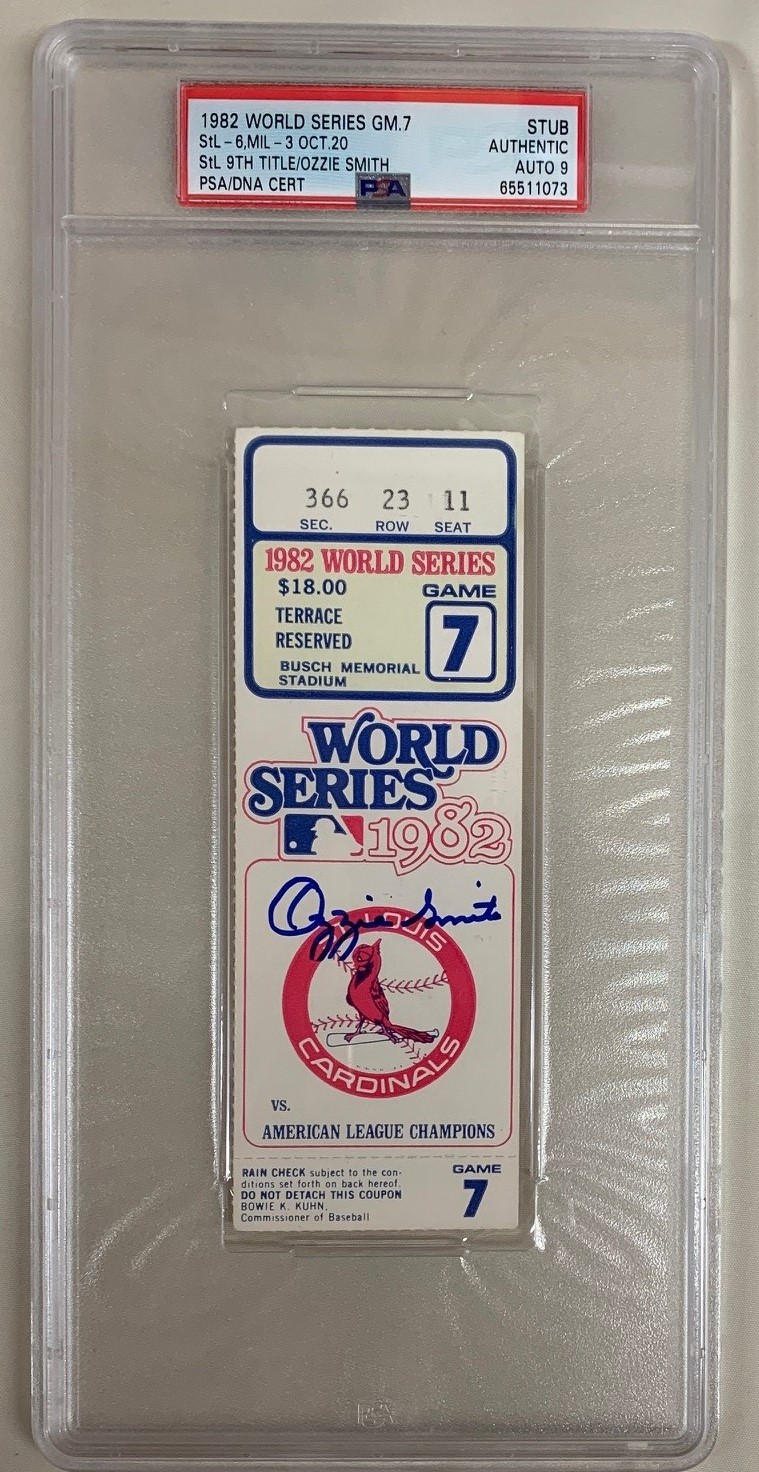 1982 WORLD SERIES GM.7
StL-6,MIL-3 OCT.20
StL 9TH TITLE/OZZIE SMITH
PSA/DNA CERT
STUB
AUTHENTIC
AUTO 9
65511073
PSA
366 23 11
SEC. ROW SEAT
1982 WORLD SERIES
$18.00
TERRACE
RESERVED
BUSCH MEMORIAL
STADIUM
GAME
7
WORLD
SERIES
1982
Ozzie Smith
ST. LOUIS
CARDINALS
VS.
AMERICAN LEAGUE CHAMPIONS
RAIN CHECK subject to the con-
ditions set forth on back hereof.
DO NOT DETACH THIS COUPON
BOWIE K. KUHN,
Commissioner of Baseball
GAME
7
PSA